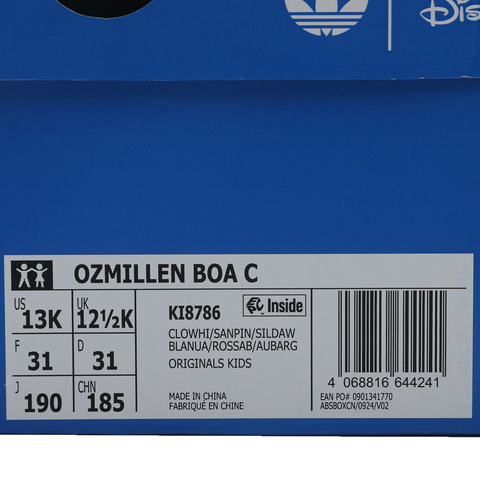 Dis
OZMILLEN BOA C
US 13K UK 12½K
F 31 D 31
J 190 CHN 185
KI8786 Inside
CLOWHI/SANPIN/SILDAW
BLANUA/ROSSAB/AUBARG
ORIGINALS KIDS
MADE IN CHINA
FABRIQUÉ EN CHINE
4 068816 644241
EAN PO# 0901341770
ABSBOXCN/0924/V02